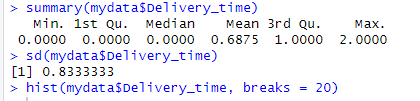 > summary(mydata$Delivery_time)
Min. 1st Qu. Median Mean 3rd Qu. Max.
0.0000 0.0000 0.0000 0.6875 1.0000 2.0000
> sd(mydata$Delivery_time)
[1] 0.8333333
> hist(mydata$Delivery_time, breaks = 20)